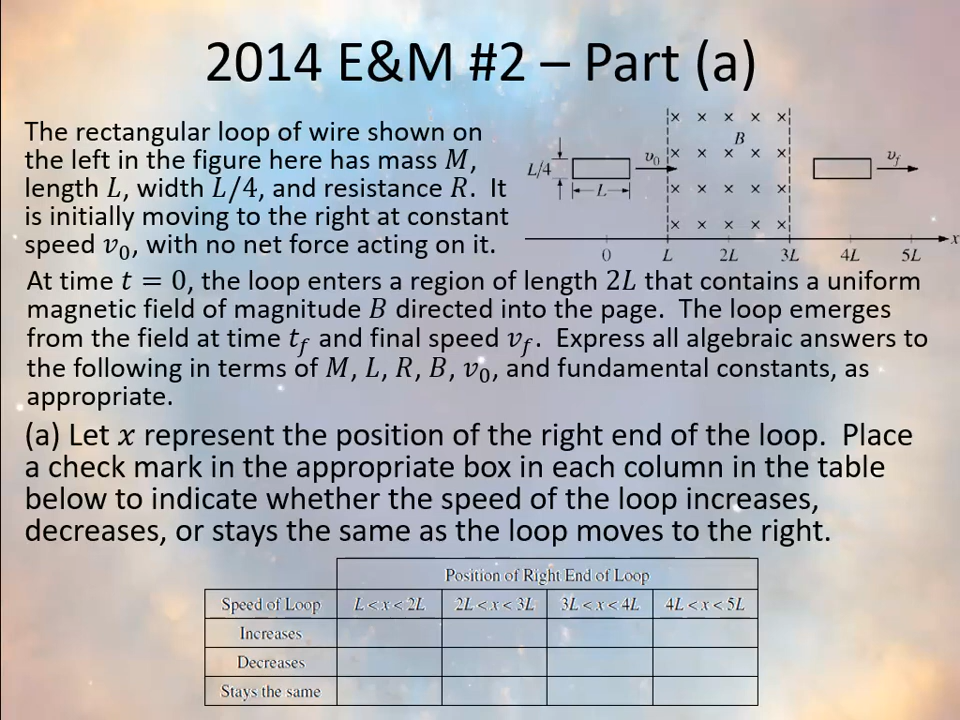 2014 E&M #2 – Part (a)
The rectangular loop of wire shown on
the left in the figure here has mass M,
length L, width L/4, and resistance R. It
is initially moving to the right at constant
speed v₀, with no net force acting on it.
L/4
L
v₀
B
v_f
0 L 2L 3L 4L 5L x
At time t = 0, the loop enters a region of length 2L that contains a uniform
magnetic field of magnitude B directed into the page. The loop emerges
from the field at time t_f and final speed v_f. Express all algebraic answers to
the following in terms of M, L, R, B, v₀, and fundamental constants, as
appropriate.
(a) Let x represent the position of the right end of the loop. Place
a check mark in the appropriate box in each column in the table
below to indicate whether the speed of the loop increases,
decreases, or stays the same as the loop moves to the right.
Position of Right End of Loop
Speed of Loop L < x < 2L 2L < x < 3L 3L < x < 4L 4L < x < 5L
Increases
Decreases
Stays the same